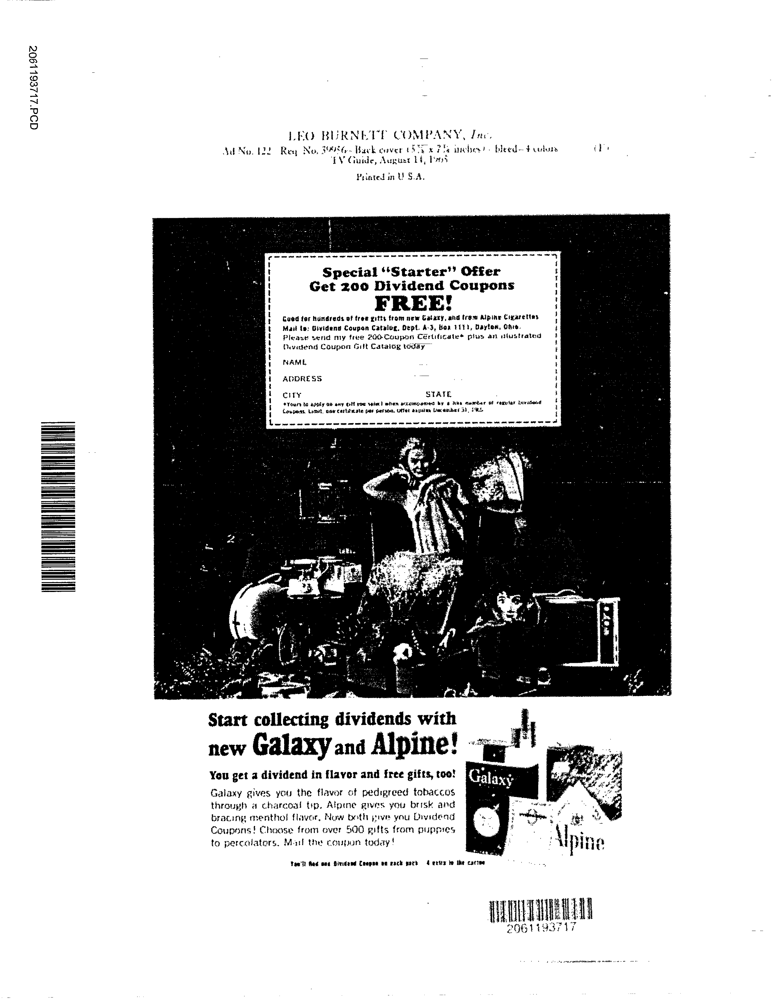 2061193717.PCD
LEO BURNETT COMPANY, Inc.
Ad No. 122 Req No. Back cover inches bleed 4 colors
TV Guide, August 14, 1965
Printed in U S.A.
Special “Starter” Offer
Get 200 Dividend Coupons
FREE!
Good for hundreds of free gifts from new Galaxy, and from Alpine Cigarettes
Mail to: Dividend Coupon Catalog, Dept. A-3, Box 1111, Dayton, Ohio.
Please send my free 200-Coupon Certificate* plus an illustrated
Dividend Coupon Gift Catalog today
NAME
ADDRESS
CITY STATE
*Yours to apply on any gift you select when accompanied by a like number of regular Dividend
Coupons. Limit, one certificate per person. Offer expires December 31, 1965
Start collecting dividends with
new Galaxy and Alpine!
You get a dividend in flavor and free gifts, too!
Galaxy gives you the flavor of pedigreed tobaccos
through a charcoal tip. Alpine gives you brisk and
bracing menthol flavor. Now both give you Dividend
Coupons! Choose from over 500 gifts from puppies
to percolators. Mail the coupon today!
Galaxy
Alpine
You'll find one Dividend Coupon on each pack 4 extra in the carton
2061193717